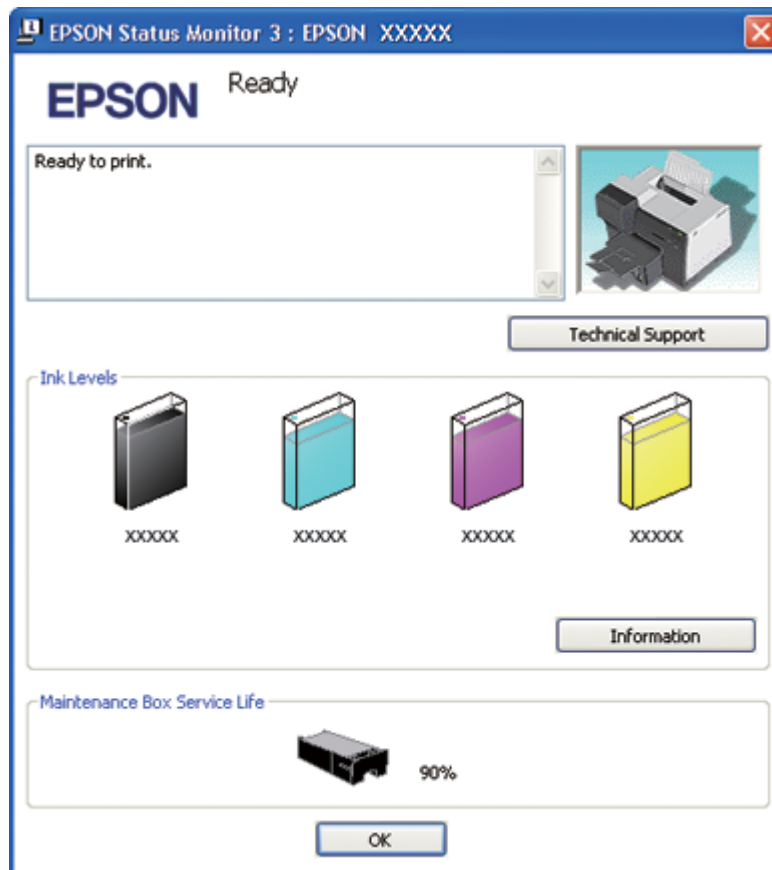 EPSON Status Monitor 3 : EPSON XXXXX
EPSON
Ready
Ready to print.
Technical Support
Ink Levels
XXXXX XXXXX XXXXX XXXXX
Information
Maintenance Box Service Life
90%
OK